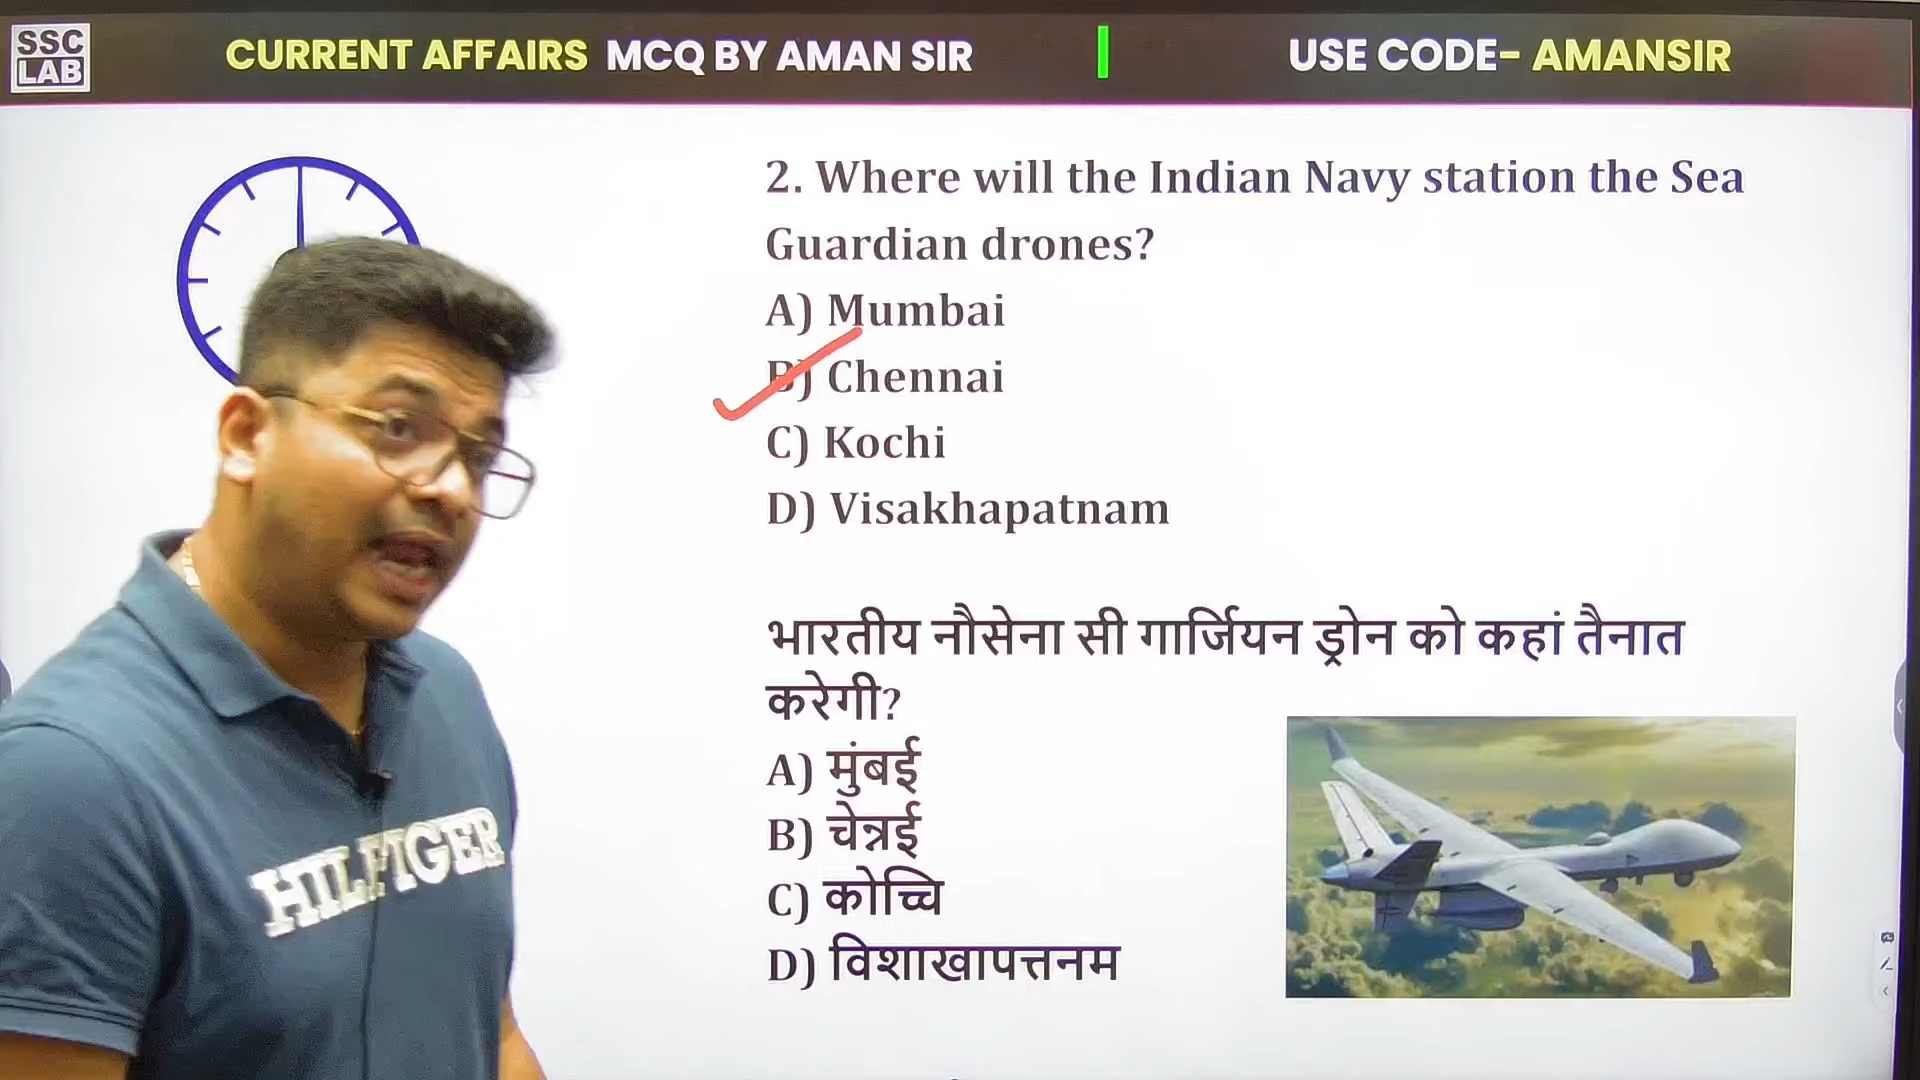 SSC
LAB
CURRENT AFFAIRS MCQ BY AMAN SIR
USE CODE- AMANSIR
2. Where will the Indian Navy station the Sea
Guardian drones?
A) Mumbai
B) Chennai
C) Kochi
D) Visakhapatnam
भारतीय नौसेना सी गार्जियन ड्रोन को कहां तैनात
करेगी?
A) मुंबई
B) चेन्नई
C) कोच्चि
D) विशाखापत्तनम
HILFIGER